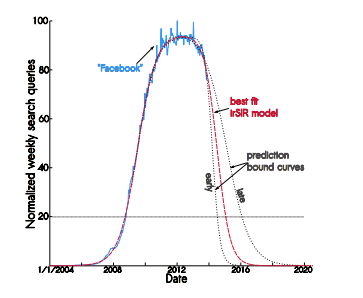 100
80
60
40
20
Normalized weekly search queries
"Facebook"
best fit
irSIR model
prediction
bound curves
early
late
1/1/2004
2008
2012
2016
2020
Date